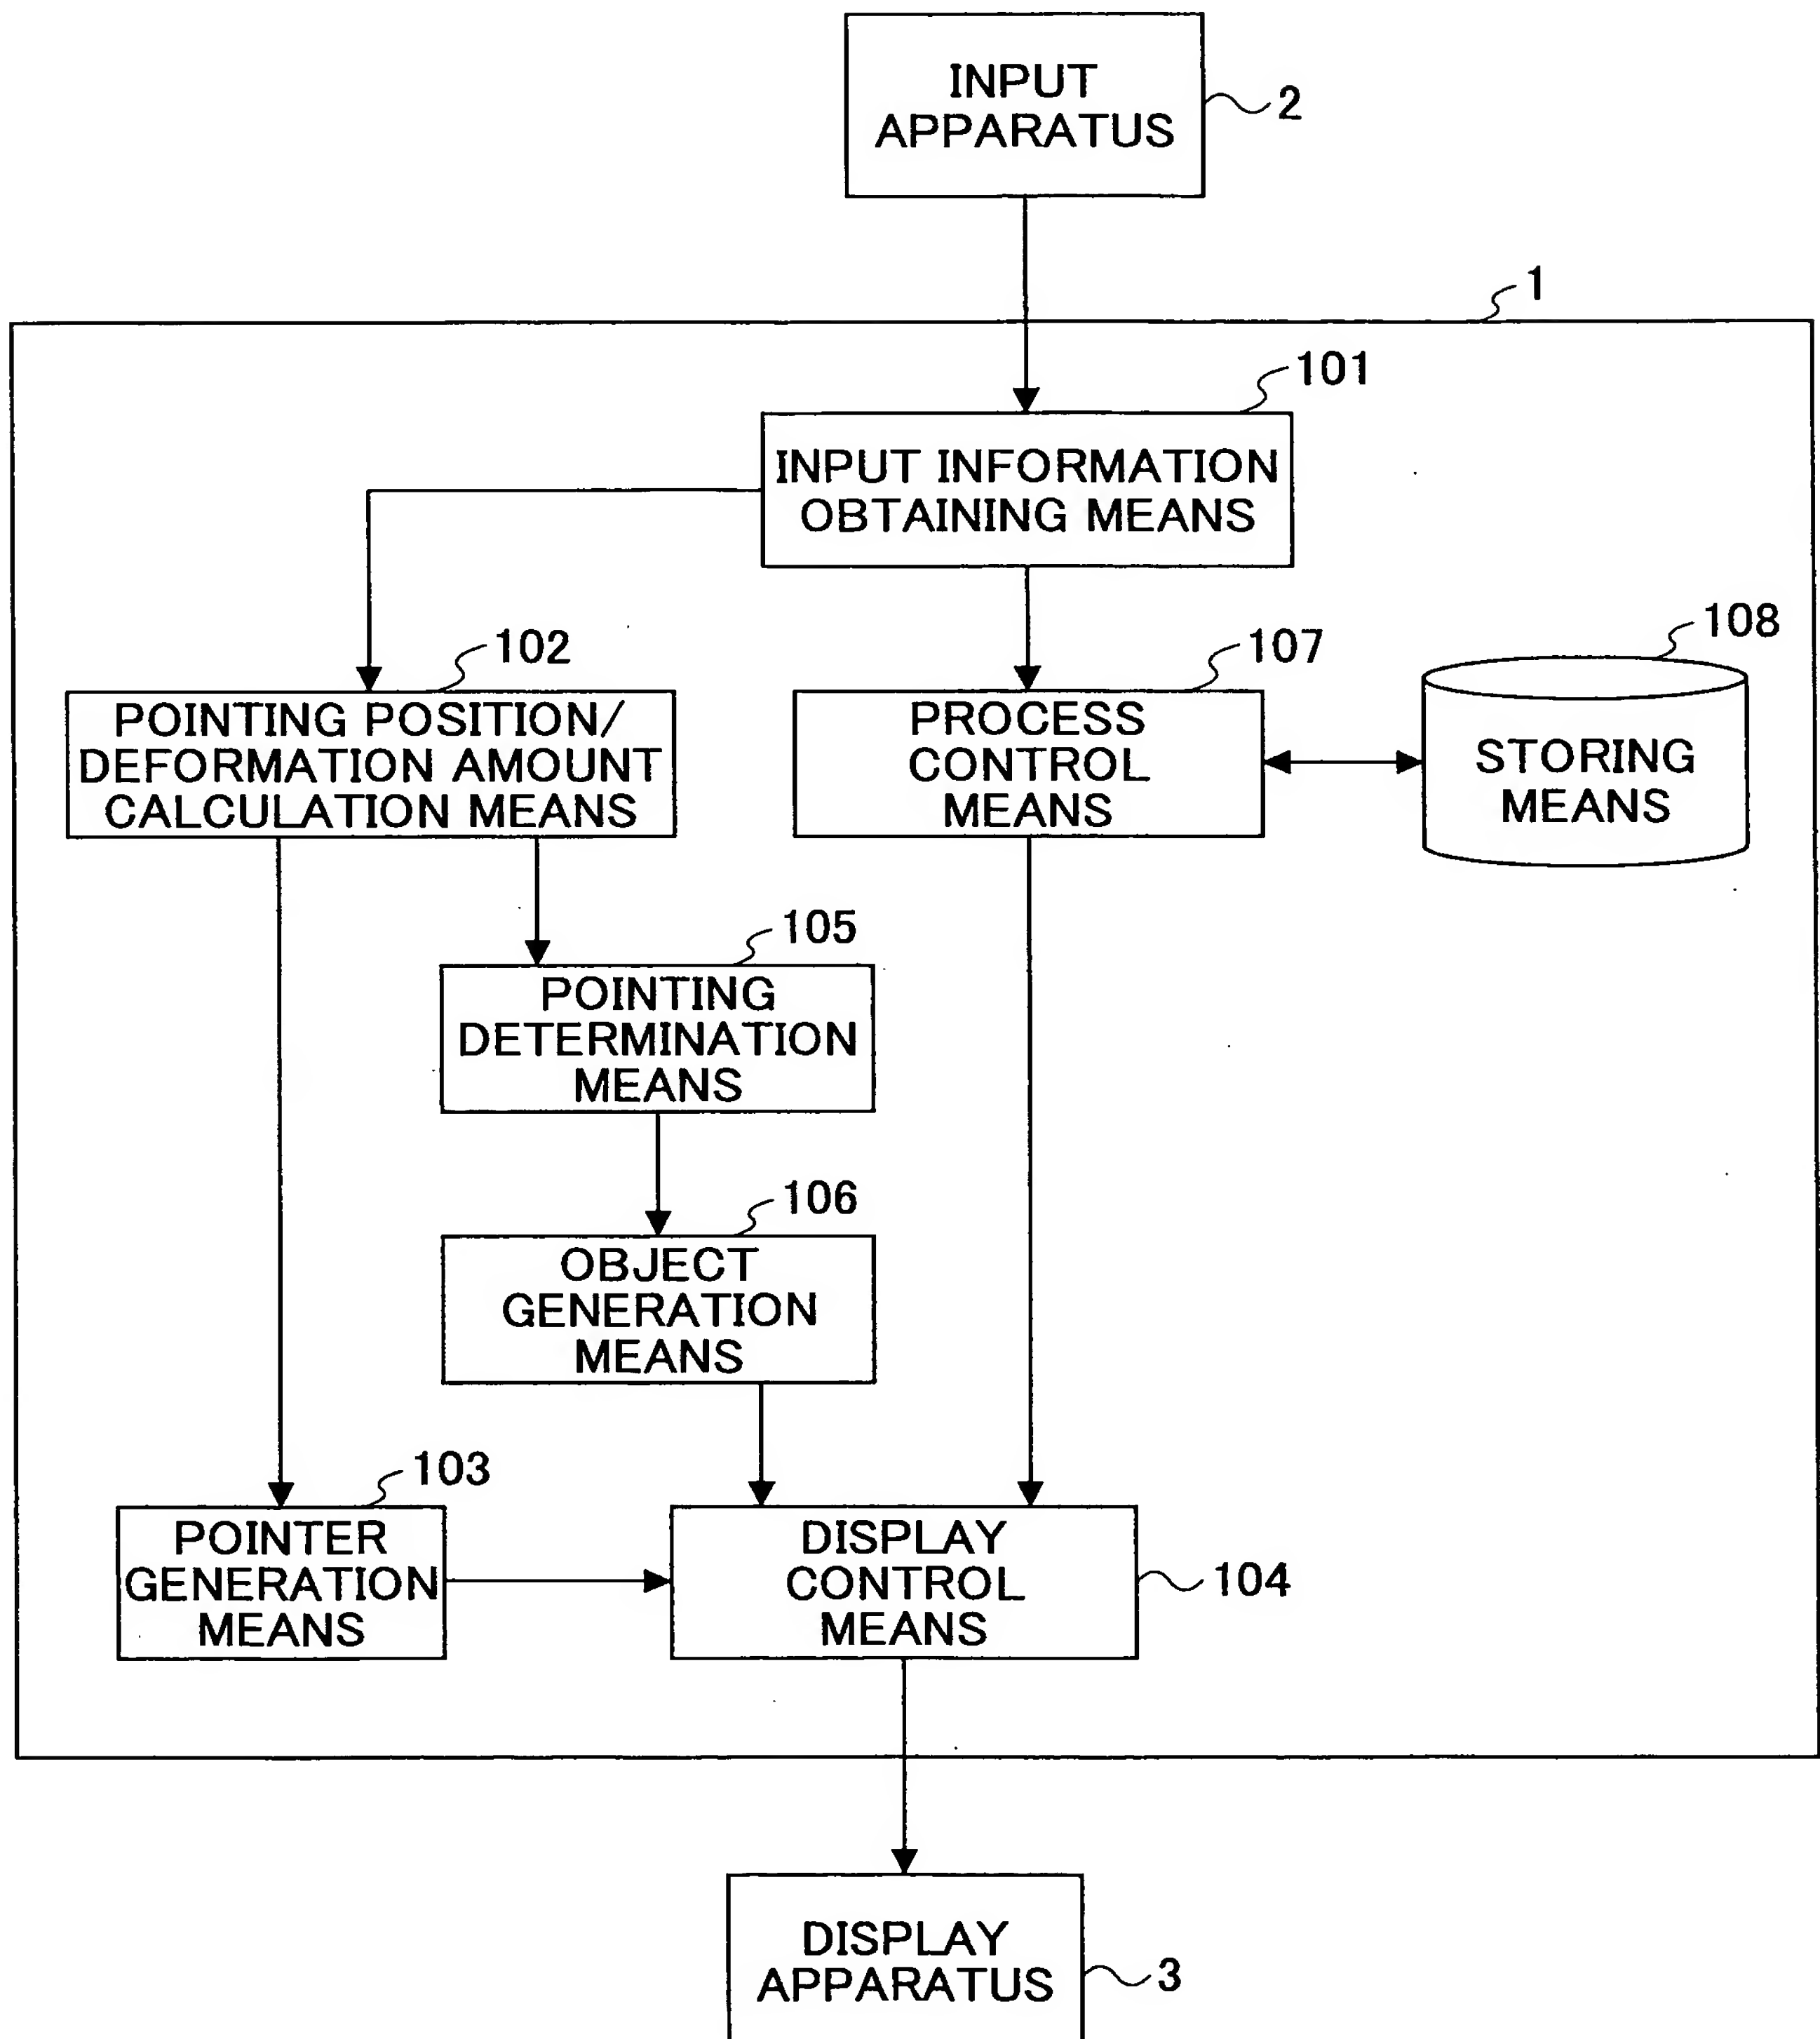 INPUT
APPARATUS
2
1
101
INPUT INFORMATION
OBTAINING MEANS
102
POINTING POSITION/
DEFORMATION AMOUNT
CALCULATION MEANS
107
PROCESS
CONTROL
MEANS
108
STORING
MEANS
105
POINTING
DETERMINATION
MEANS
106
OBJECT
GENERATION
MEANS
103
POINTER
GENERATION
MEANS
DISPLAY
CONTROL
MEANS
104
DISPLAY
APPARATUS
3